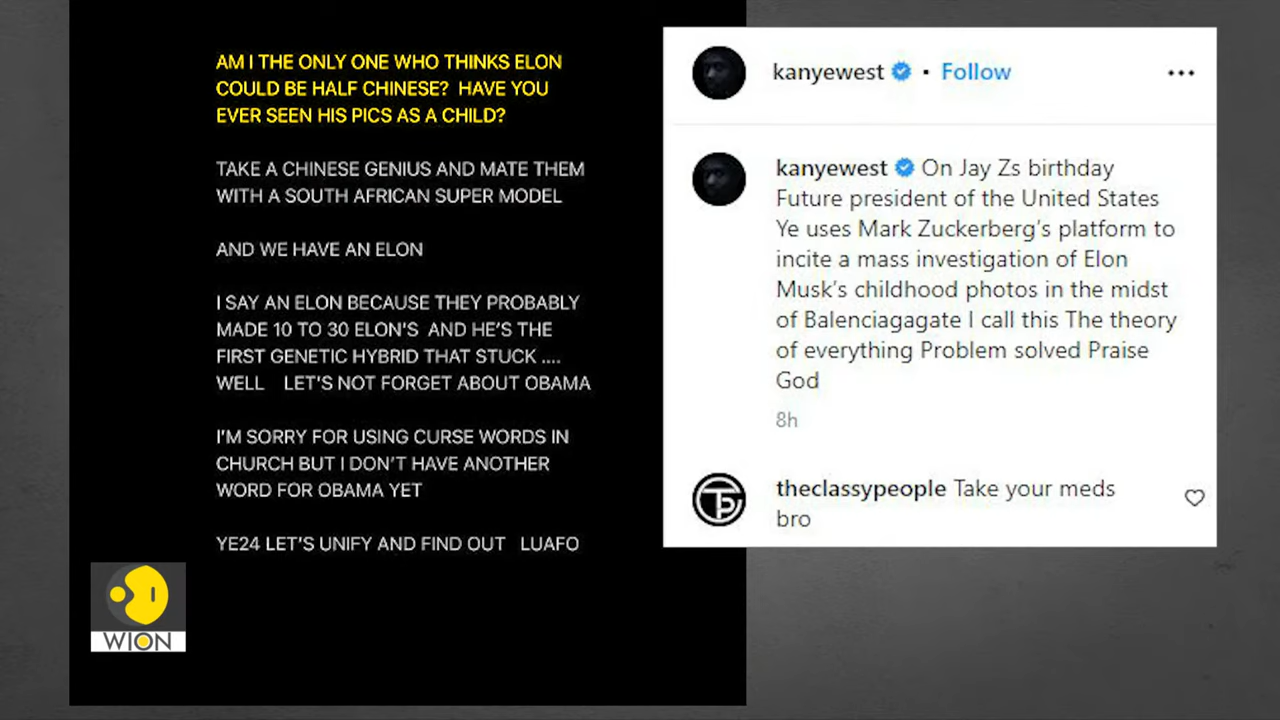 AM I THE ONLY ONE WHO THINKS ELON
COULD BE HALF CHINESE? HAVE YOU
EVER SEEN HIS PICS AS A CHILD?
TAKE A CHINESE GENIUS AND MATE THEM
WITH A SOUTH AFRICAN SUPER MODEL
AND WE HAVE AN ELON
I SAY AN ELON BECAUSE THEY PROBABLY
MADE 10 TO 30 ELON'S AND HE'S THE
FIRST GENETIC HYBRID THAT STUCK ....
WELL LET'S NOT FORGET ABOUT OBAMA
I'M SORRY FOR USING CURSE WORDS IN
CHURCH BUT I DON'T HAVE ANOTHER
WORD FOR OBAMA YET
YE24 LET'S UNIFY AND FIND OUT LUAFO
WION
kanyewest • Follow
kanyewest On Jay Zs birthday
Future president of the United States
Ye uses Mark Zuckerberg's platform to
incite a mass investigation of Elon
Musk's childhood photos in the midst
of Balenciagagate I call this The theory
of everything Problem solved Praise
God
8h
theclassypeople Take your meds
bro